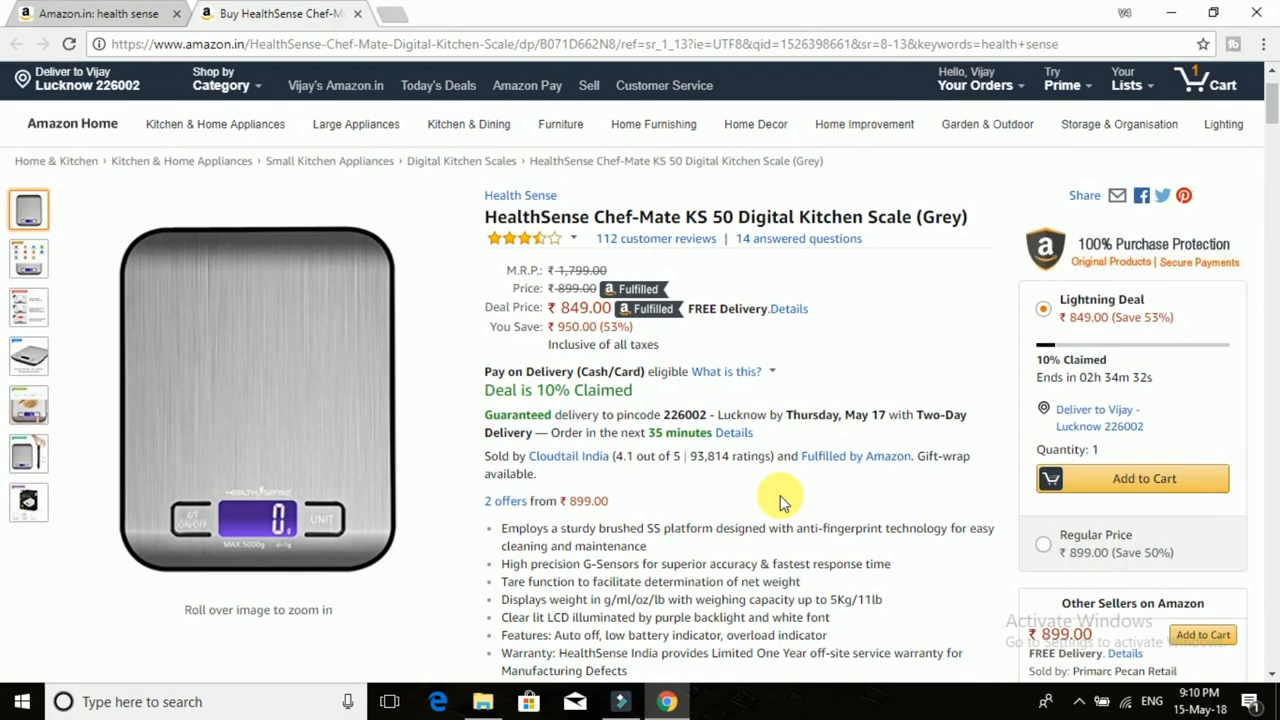 Amazon.in: health sense
Buy HealthSense Chef-M
https://www.amazon.in/HealthSense-Chef-Mate-Digital-Kitchen-Scale/dp/B071D662N8/ref=sr_1_13?ie=UTF8&qid=1526398661&sr=8-13&keywords=health+sense
Deliver to Vijay
Lucknow 226002
Shop by
Category
Vijay's Amazon.in
Today's Deals
Amazon Pay
Sell
Customer Service
Hello, Vijay
Your Orders
Try
Prime
Your
Lists
1
Cart
Amazon Home
Kitchen & Home Appliances
Large Appliances
Kitchen & Dining
Furniture
Home Furnishing
Home Decor
Home Improvement
Garden & Outdoor
Storage & Organisation
Lighting
Home & Kitchen › Kitchen & Home Appliances › Small Kitchen Appliances › Digital Kitchen Scales › HealthSense Chef-Mate KS 50 Digital Kitchen Scale (Grey)
HEALTH SENSE
Z/T
ON/OFF
0g
UNIT
MAX:5000g d=1g
Roll over image to zoom in
Health Sense
HealthSense Chef-Mate KS 50 Digital Kitchen Scale (Grey)
112 customer reviews | 14 answered questions
M.R.P.: ₹ 1,799.00
Price: ₹ 899.00 a Fulfilled
Deal Price: ₹ 849.00 a Fulfilled FREE Delivery.Details
You Save: ₹ 950.00 (53%)
Inclusive of all taxes
Pay on Delivery (Cash/Card) eligible What is this?
Deal is 10% Claimed
Guaranteed delivery to pincode 226002 - Lucknow by Thursday, May 17 with Two-Day
Delivery — Order in the next 35 minutes Details
Sold by Cloudtail India (4.1 out of 5 | 93,814 ratings) and Fulfilled by Amazon. Gift-wrap
available.
2 offers from ₹ 899.00
• Employs a sturdy brushed SS platform designed with anti-fingerprint technology for easy
cleaning and maintenance
• High precision G-Sensors for superior accuracy & fastest response time
• Tare function to facilitate determination of net weight
• Displays weight in g/ml/oz/lb with weighing capacity up to 5Kg/11lb
• Clear lit LCD illuminated by purple backlight and white font
• Features: Auto off, low battery indicator, overload indicator
• Warranty: HealthSense India provides Limited One Year off-site service warranty for
Manufacturing Defects
Share
a
100% Purchase Protection
Original Products | Secure Payments
Lightning Deal
₹ 849.00 (Save 53%)
10% Claimed
Ends in 02h 34m 32s
Deliver to Vijay -
Lucknow 226002
Quantity: 1
Add to Cart
Regular Price
₹ 899.00 (Save 50%)
Other Sellers on Amazon
₹ 899.00
Add to Cart
FREE Delivery. Details
Sold by: Primarc Pecan Retail
Activate Windows
Go to Settings to activate Windows.
Type here to search
ENG
9:10 PM
15-May-18
1